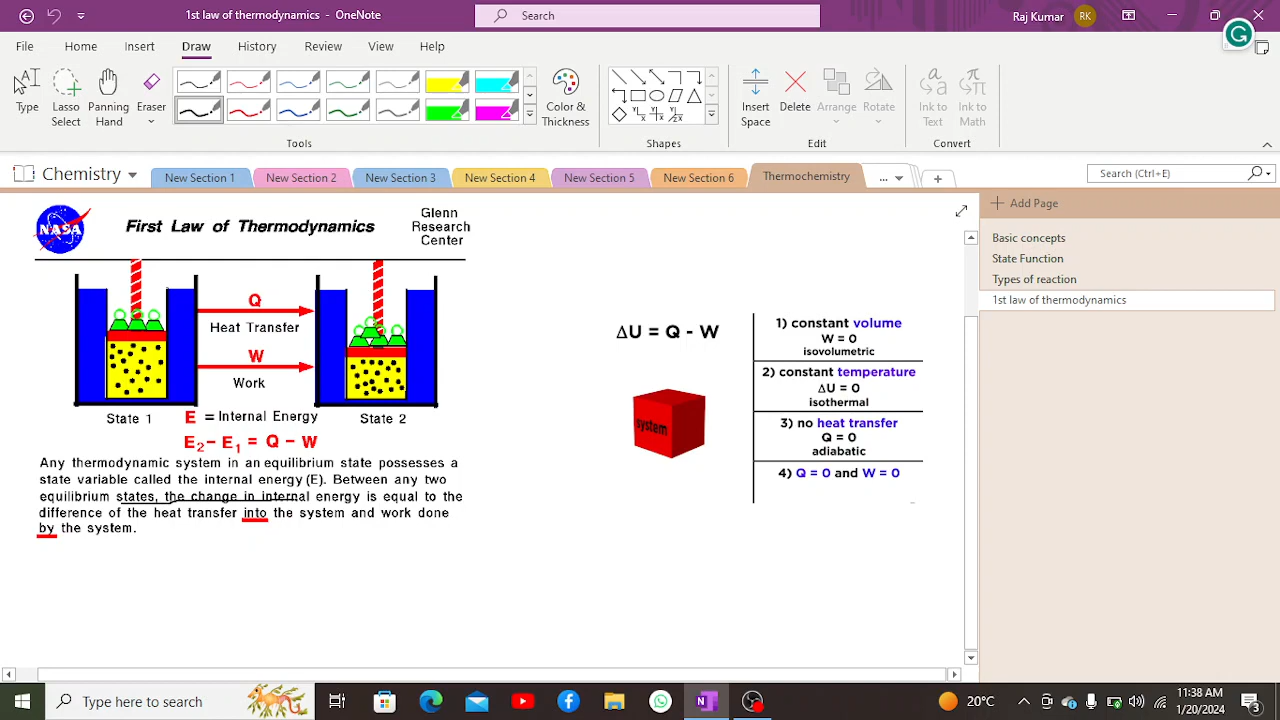 Search
Raj Kumar
RK
File
Home
Insert
Draw
History
Review
View
Help
Type
Lasso
Select
Panning
Hand
Eraser
Color &
Thickness
Insert
Space
Delete
Arrange
Rotate
Ink to
Text
Ink to
Math
Tools
Shapes
Edit
Convert
Chemistry
New Section 1
New Section 2
New Section 3
New Section 4
New Section 5
New Section 6
Thermochemistry
...
Search (Ctrl+E)
Add Page
Basic concepts
State Function
Types of reaction
1st law of thermodynamics
NASA
First Law of Thermodynamics
Glenn
Research
Center
Q
Heat Transfer
W
Work
State 1
E = Internal Energy
State 2
E₂ – E₁ = Q – W
Any thermodynamic system in an equilibrium state possesses a
state variable called the internal energy (E). Between any two
equilibrium states, the change in internal energy is equal to the
difference of the heat transfer into the system and work done
by the system.
ΔU = Q - W
system
1) constant volume
W = 0
isovolumetric
2) constant temperature
ΔU = 0
isothermal
3) no heat transfer
Q = 0
adiabatic
4) Q = 0 and W = 0
Type here to search
20°C
11:38 AM
1/20/2024
3